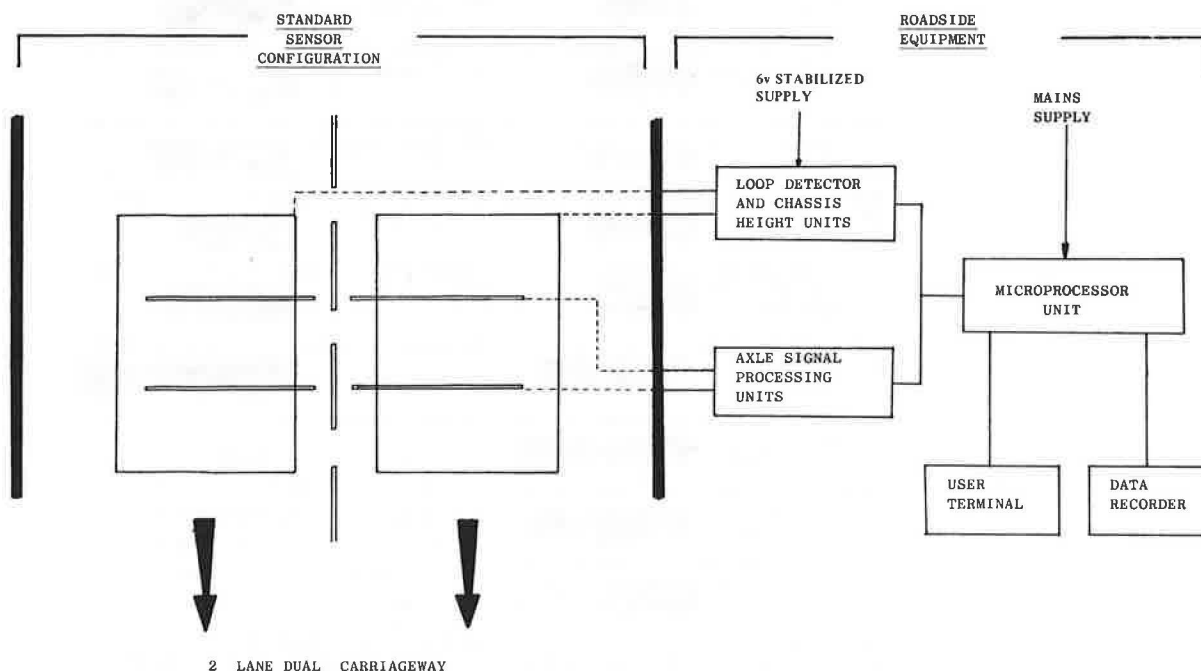 STANDARD
SENSOR
CONFIGURATION
ROADSIDE
EQUIPMENT
6v STABILIZED
SUPPLY
MAINS
SUPPLY
LOOP DETECTOR
AND CHASSIS
HEIGHT UNITS
MICROPROCESSOR
UNIT
AXLE SIGNAL
PROCESSING
UNITS
USER
TERMINAL
DATA
RECORDER
2 LANE DUAL CARRIAGEWAY